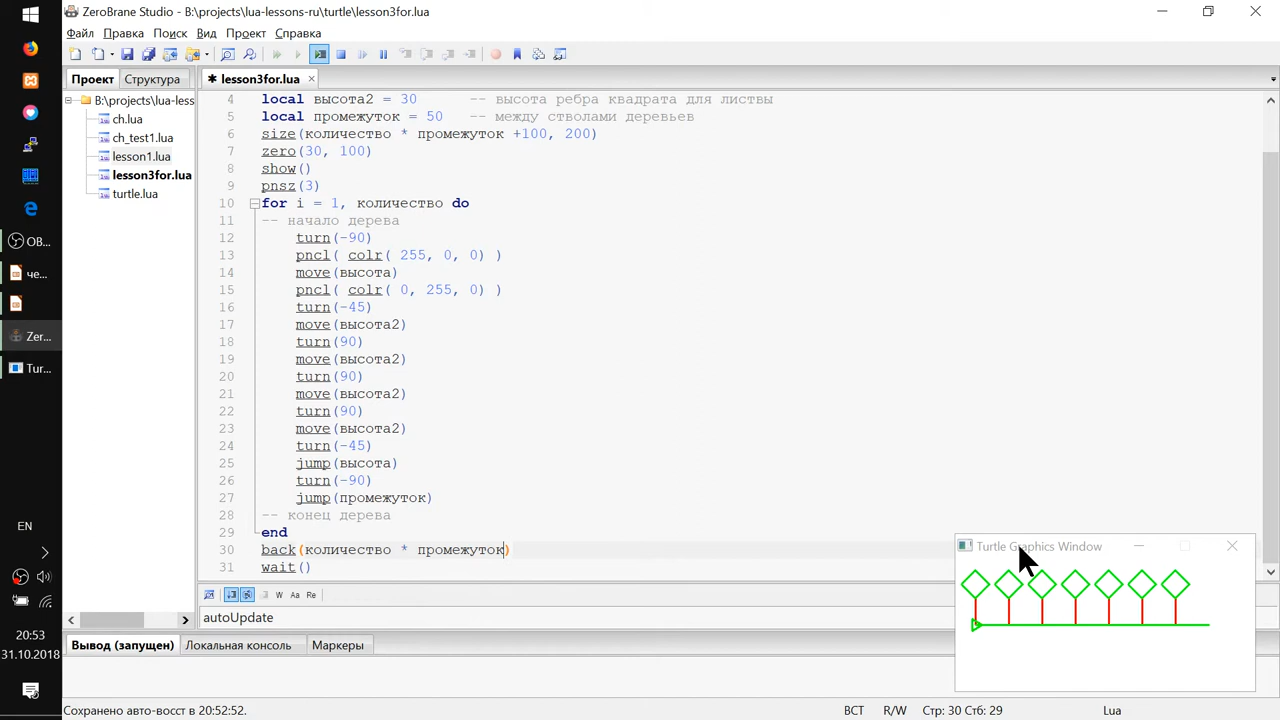 ZeroBrane Studio - B:\projects\lua-lessons-ru\turtle\lesson3for.lua
Файл Правка Поиск Вид Проект Справка
Проект Структура
* lesson3for.lua
B:\projects\lua-less
ch.lua
ch_test1.lua
lesson1.lua
lesson3for.lua
turtle.lua
4 local высота2 = 30 -- высота ребра квадрата для листвы
5 local промежуток = 50 -- между стволами деревьев
6 size(количество * промежуток +100, 200)
7 zero(30, 100)
8 show()
9 pnsz(3)
10 for i = 1, количество do
11 -- начало дерева
12 turn(-90)
13 pncl( colr( 255, 0, 0) )
14 move(высота)
15 pncl( colr( 0, 255, 0) )
16 turn(-45)
17 move(высота2)
18 turn(90)
19 move(высота2)
20 turn(90)
21 move(высота2)
22 turn(90)
23 move(высота2)
24 turn(-45)
25 jump(высота)
26 turn(-90)
27 jump(промежуток)
28 -- конец дерева
29 end
30 back(количество * промежуток)
31 wait()
W Aa Re
autoUpdate
Вывод (запущен) Локальная консоль Маркеры
Turtle Graphics Window
Сохранено авто-восст в 20:52:52.
ВСТ R/W Стр: 30 Стб: 29 Lua
OB...
че...
Zer...
Tur...
EN
20:53
31.10.2018